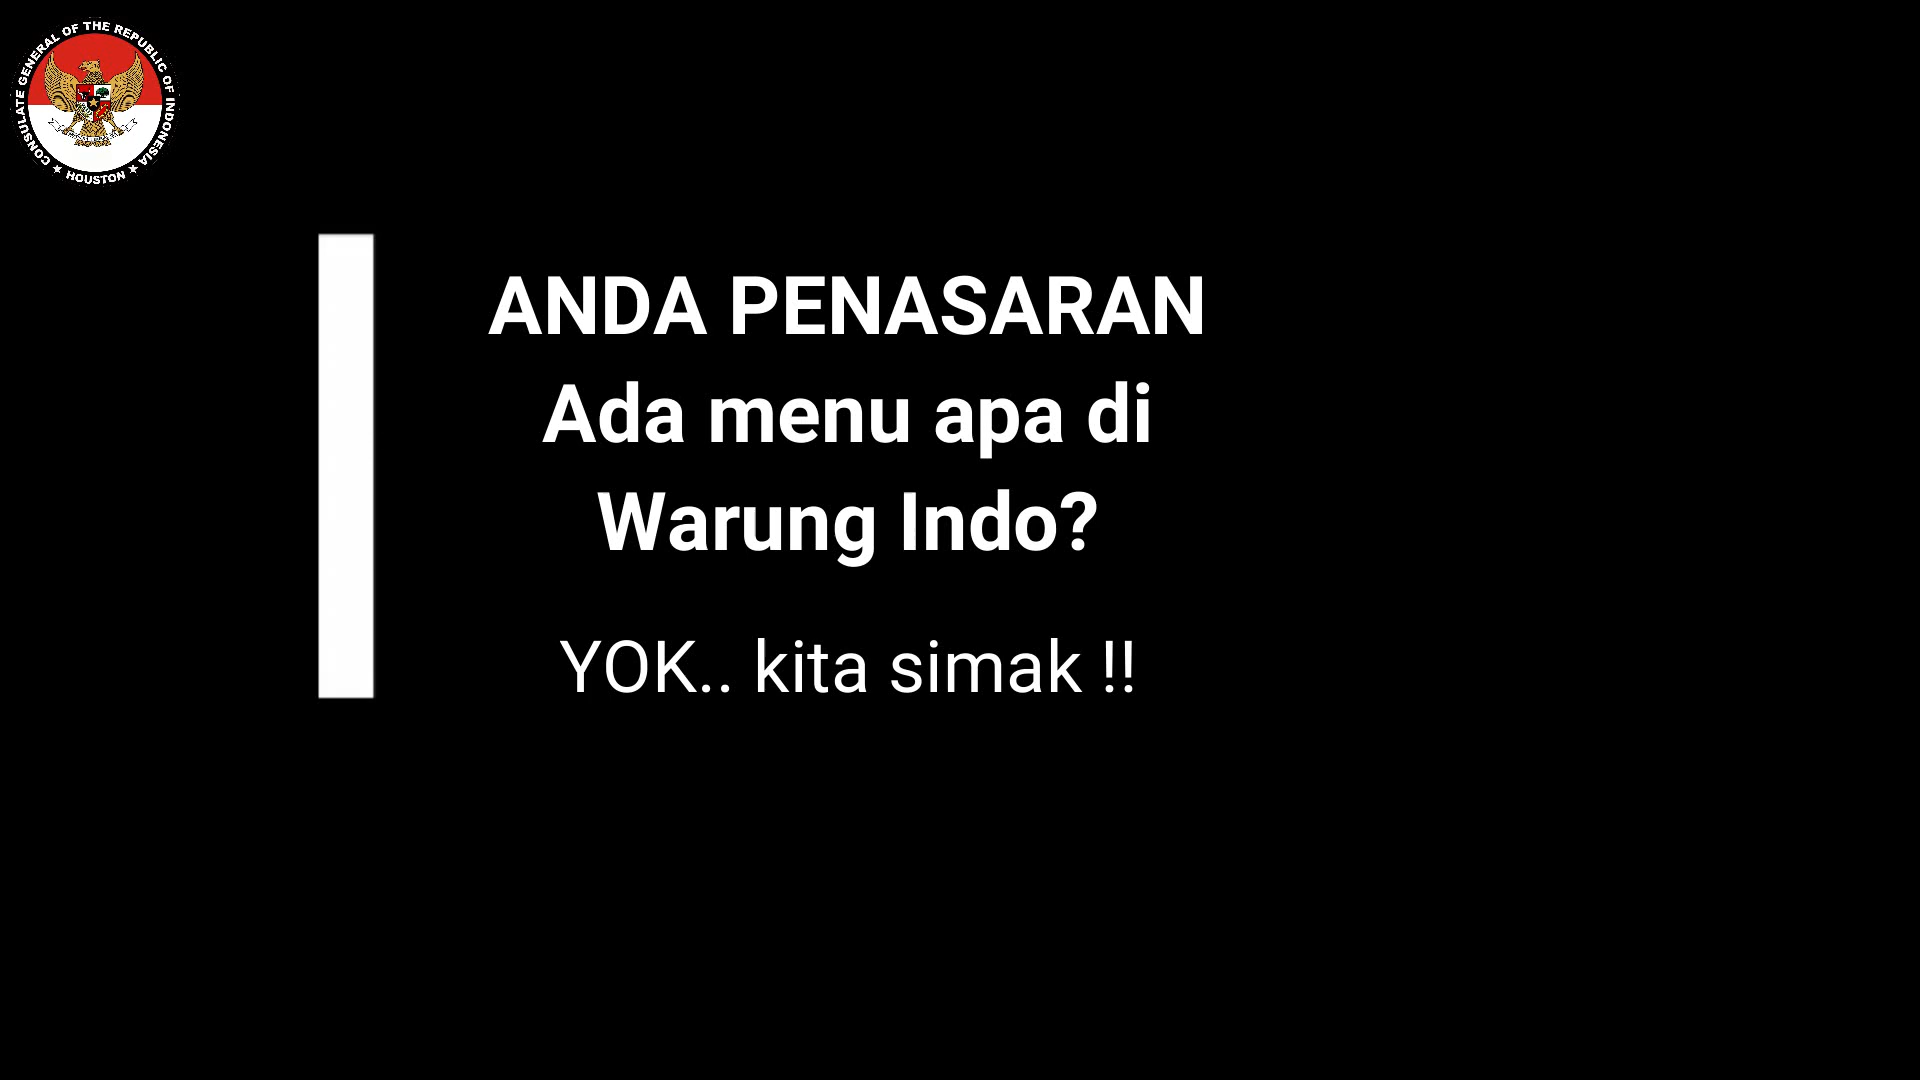 CONSULATE GENERAL OF THE REPUBLIC OF INDONESIA
★ HOUSTON ★
ANDA PENASARAN
Ada menu apa di
Warung Indo?
YOK.. kita simak !!